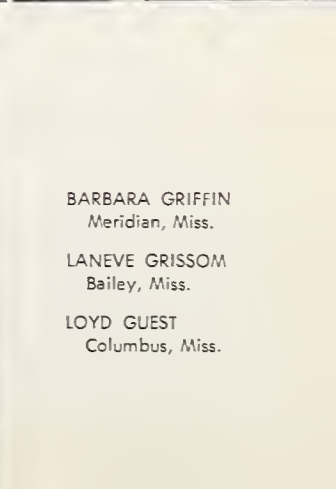 BARBARA GRIFFIN
Meridian, Miss.
LANEVE GRISSOM
Bailey, Miss.
LOYD GUEST
Columbus, Miss.